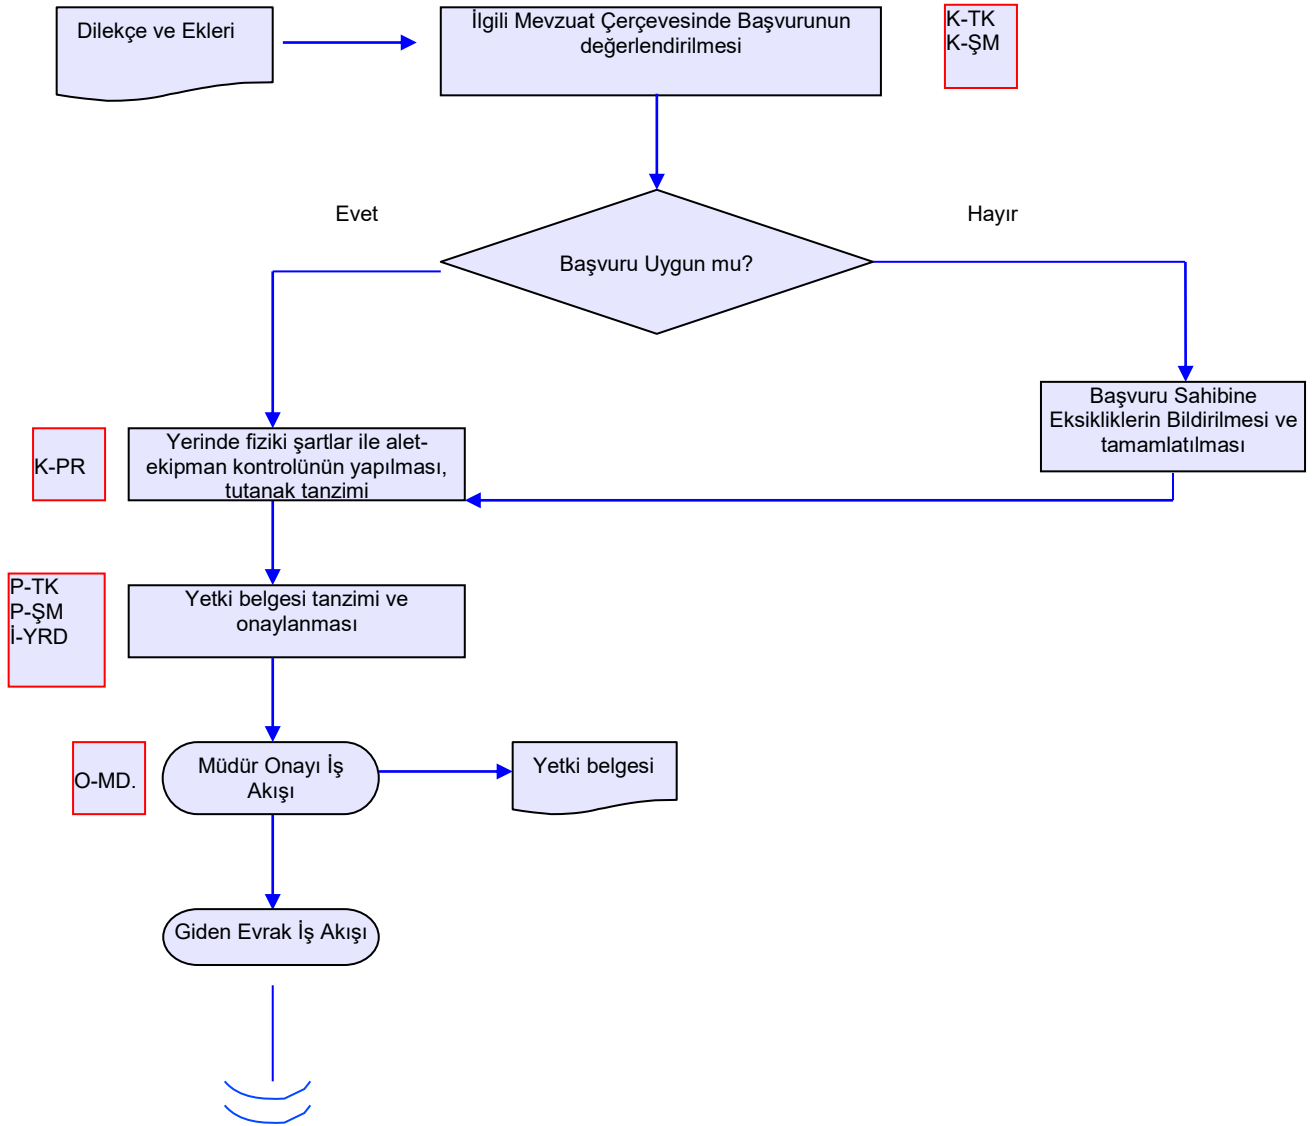 Dilekçe ve Ekleri
İlgili Mevzuat Çerçevesinde Başvurunun
değerlendirilmesi
K-TK
K-ŞM
Evet
Hayır
Başvuru Uygun mu?
Başvuru Sahibine
Eksikliklerin Bildirilmesi ve
tamamlatılması
K-PR
Yerinde fiziki şartlar ile alet-
ekipman kontrolünün yapılması,
tutanak tanzimi
P-TK
P-ŞM
İ-YRD
Yetki belgesi tanzimi ve
onaylanması
O-MD.
Müdür Onayı İş
Akışı
Yetki belgesi
Giden Evrak İş Akışı